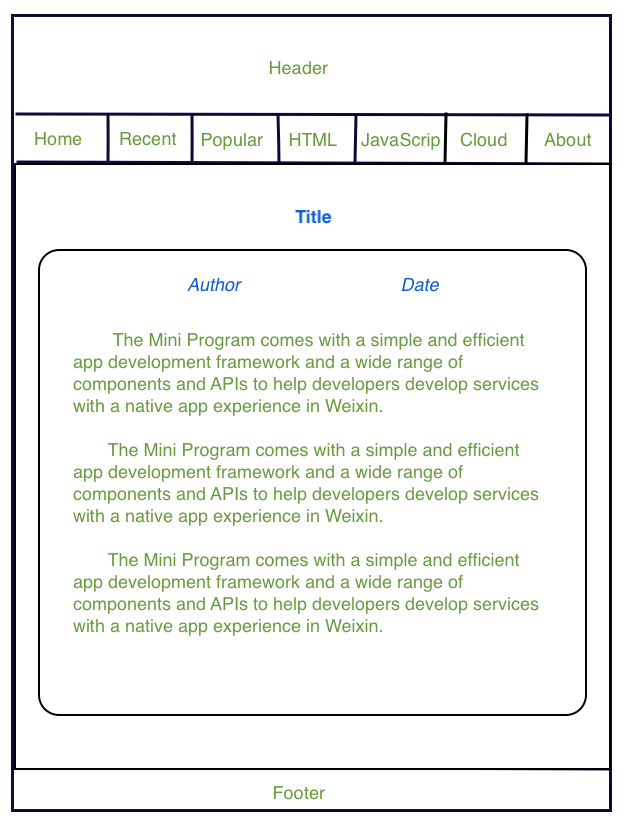 Header
Home Recent Popular HTML JavaScrip Cloud About
Title
Author Date
The Mini Program comes with a simple and efficient
app development framework and a wide range of
components and APIs to help developers develop services
with a native app experience in Weixin.
The Mini Program comes with a simple and efficient
app development framework and a wide range of
components and APIs to help developers develop services
with a native app experience in Weixin.
The Mini Program comes with a simple and efficient
app development framework and a wide range of
components and APIs to help developers develop services
with a native app experience in Weixin.
Footer